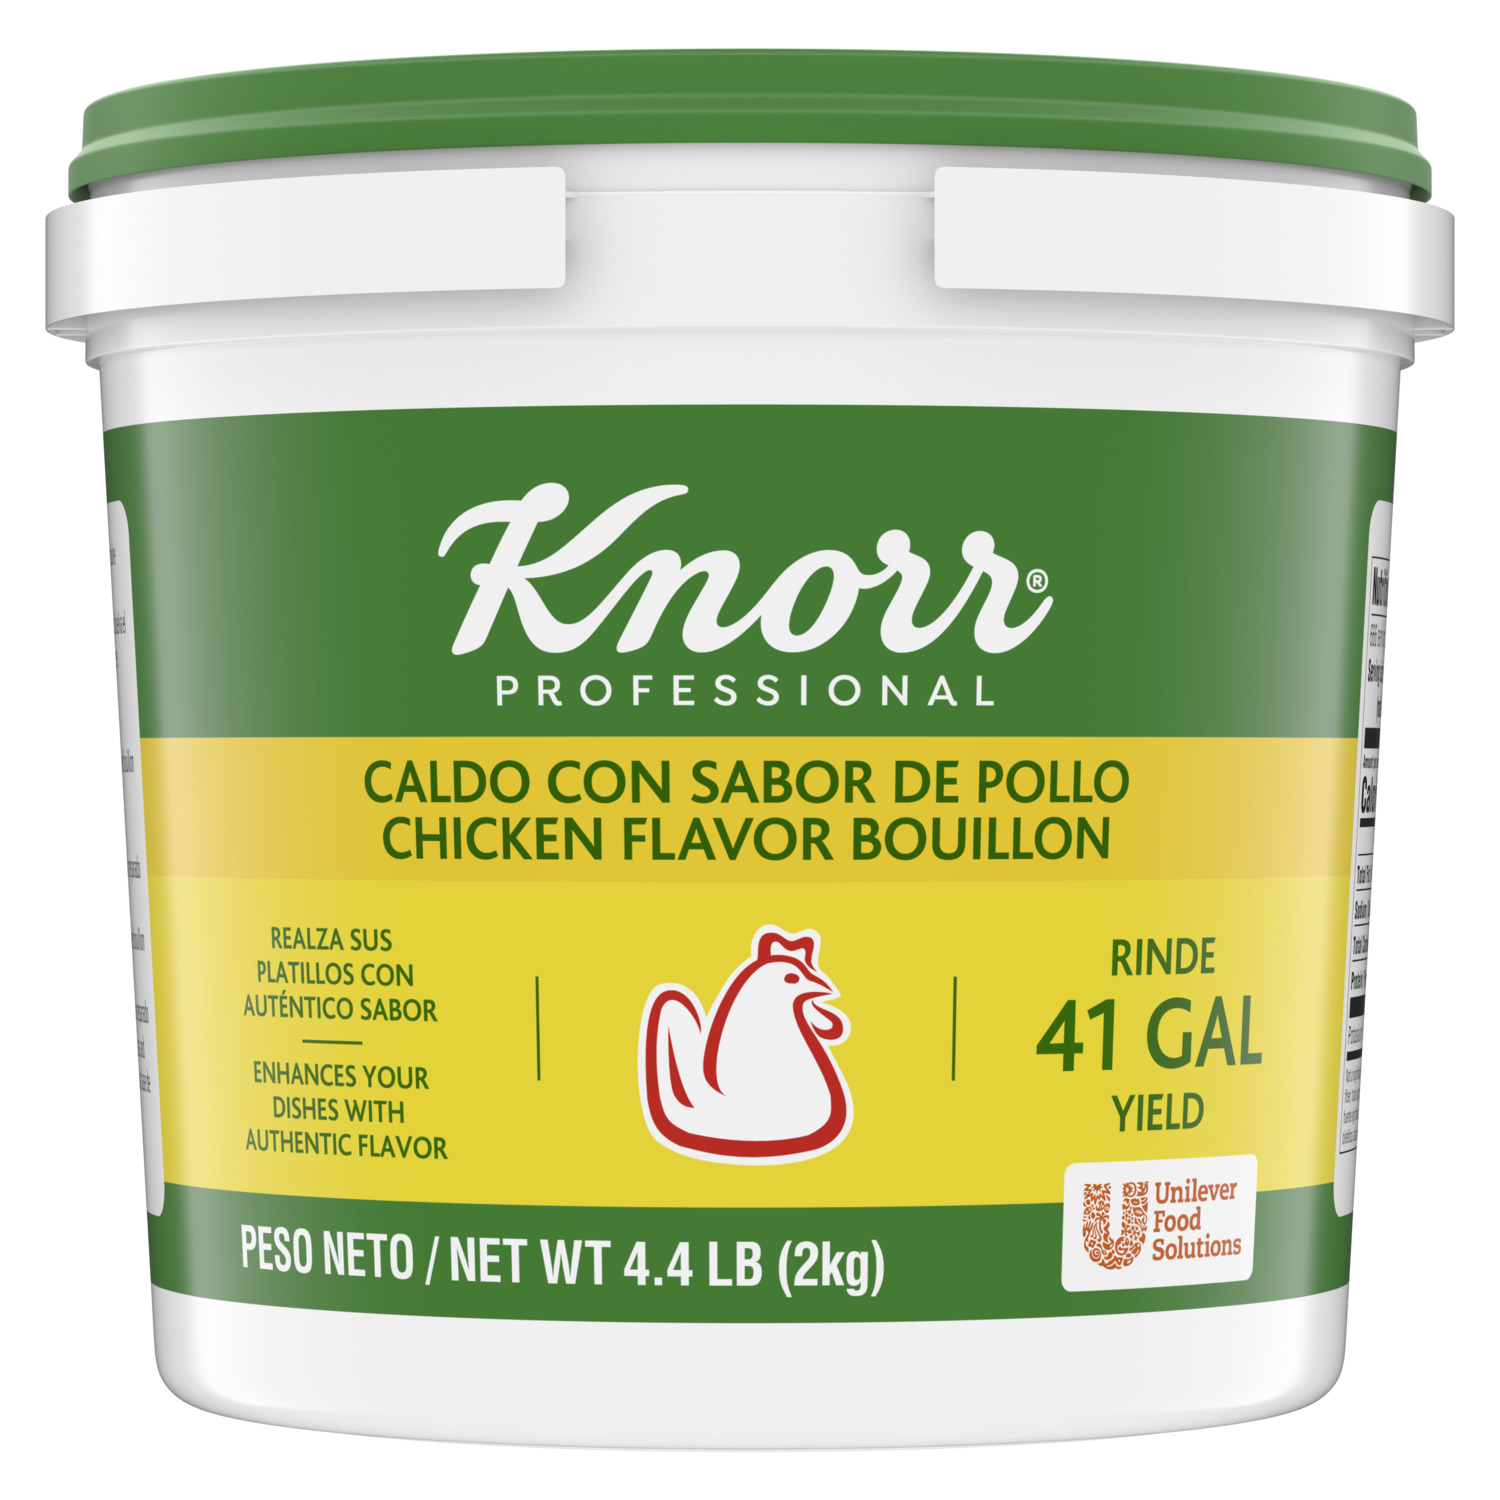 Knorr®
PROFESSIONAL
CALDO CON SABOR DE POLLO
CHICKEN FLAVOR BOUILLON
REALZA SUS
PLATILLOS CON
AUTÉNTICO SABOR
ENHANCES YOUR
DISHES WITH
AUTHENTIC FLAVOR
RINDE
41 GAL
YIELD
Unilever
Food
Solutions
PESO NETO / NET WT 4.4 LB (2kg)